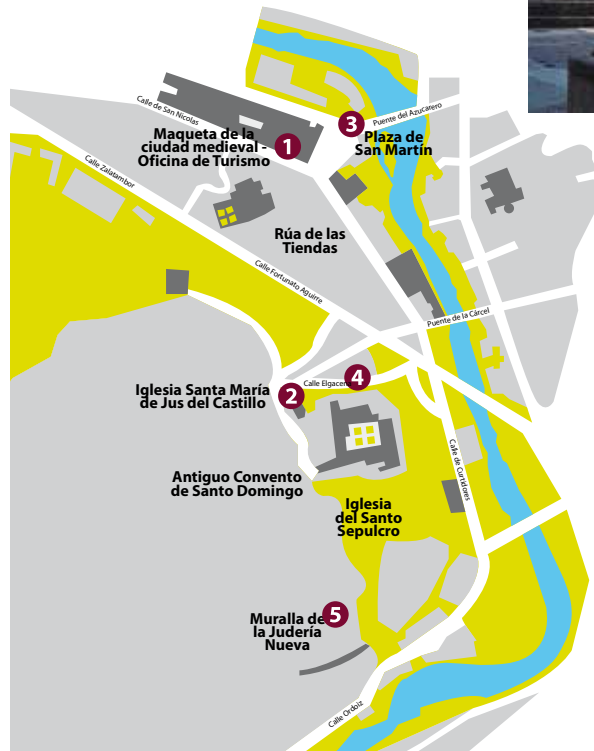 Calle de San Nicolas
Puente del Azucarero
3
Plaza de
San Martín
Maqueta de la
ciudad medieval -
Oficina de Turismo
1
Calle Zalatambor
Rúa de las
Tiendas
Calle Fortunato Aguirre
Puente de la Cárcel
Calle Elgacena
4
Iglesia Santa María
de Jus del Castillo
2
Calle de Curtidores
Antiguo Convento
de Santo Domingo
Iglesia
del Santo
Sepulcro
Muralla de
la Judería
Nueva
5
Calle Ordoiz